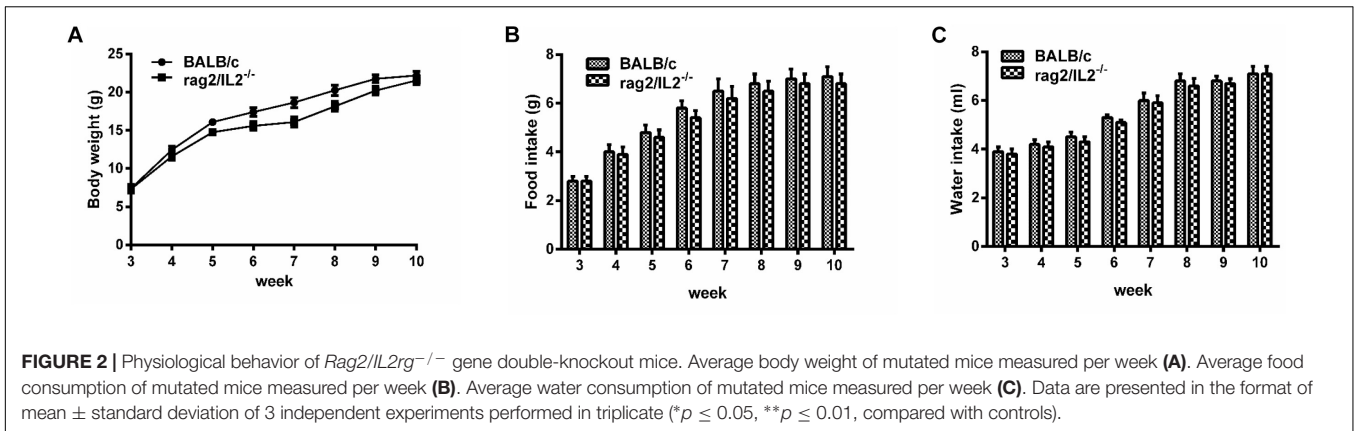 A
BALB/c
rag2/IL2-/-
Body weight (g)
25
20
15
10
5
0
3 4 5 6 7 8 9 10
week
B
BALB/c
rag2/IL2-/-
Food intake (g)
8
6
4
2
0
3 4 5 6 7 8 9 10
week
C
BALB/c
rag2/IL2-/-
Water intake (ml)
8
6
4
2
0
3 4 5 6 7 8 9 10
week
FIGURE 2 | Physiological behavior of Rag2/IL2rg−/− gene double-knockout mice. Average body weight of mutated mice measured per week (A). Average food
consumption of mutated mice measured per week (B). Average water consumption of mutated mice measured per week (C). Data are presented in the format of
mean ± standard deviation of 3 independent experiments performed in triplicate (*p ≤ 0.05, **p ≤ 0.01, compared with controls).